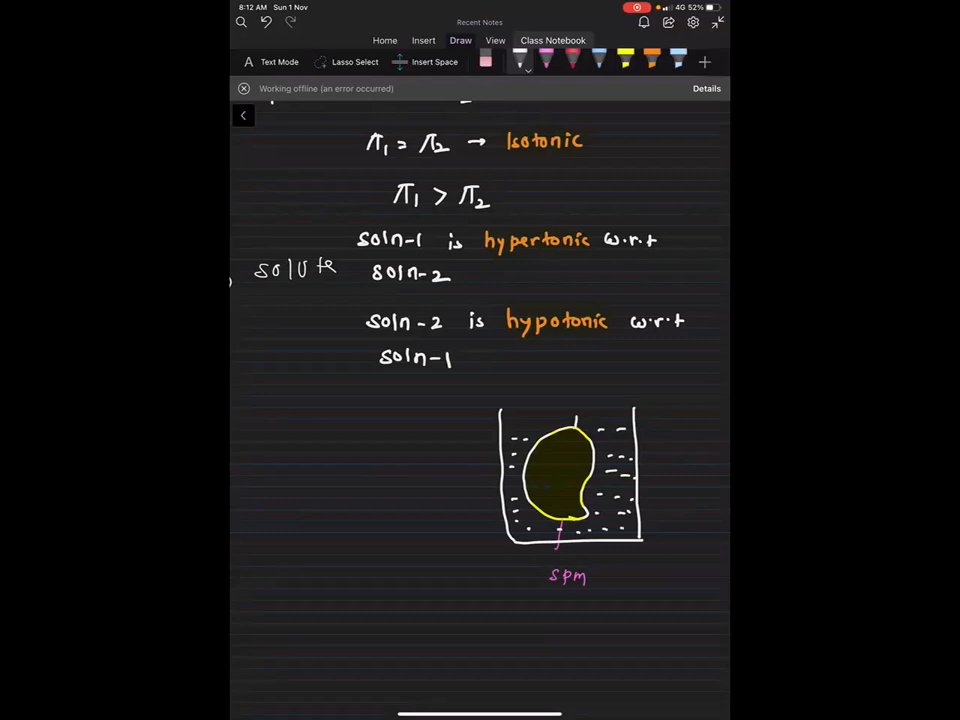 8:12 AM Sun 1 Nov
4G 52%
Recent Notes
Home Insert Draw View Class Notebook
Text Mode Lasso Select Insert Space
Working offline (an error occurred) Details
π₁ = π₂ → Isotonic
π₁ > π₂
soln-1 is hypertonic w.r.t
solute soln-2
soln-2 is hypotonic w.r.t
soln-1
spm